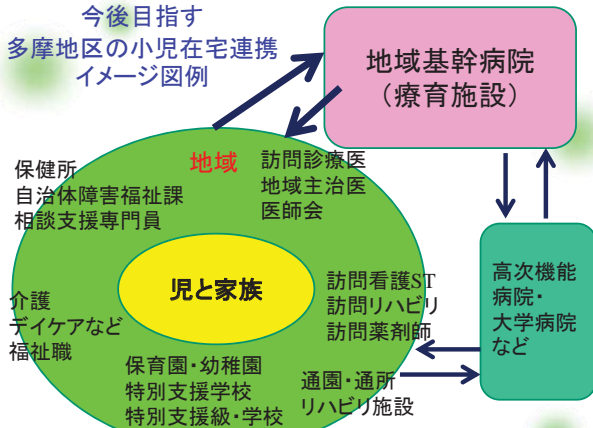 今後目指す
多摩地区の小児在宅連携
イメージ図例
地域基幹病院
（療育施設）
地域
訪問診療医
地域主治医
医師会
保健所
自治体障害福祉課
相談支援専門員
児と家族
高次機能
病院・
大学病院
など
訪問看護ST
訪問リハビリ
訪問薬剤師
介護
デイケアなど
福祉職
保育園・幼稚園
特別支援学校
特別支援級・学校
通園・通所
リハビリ施設